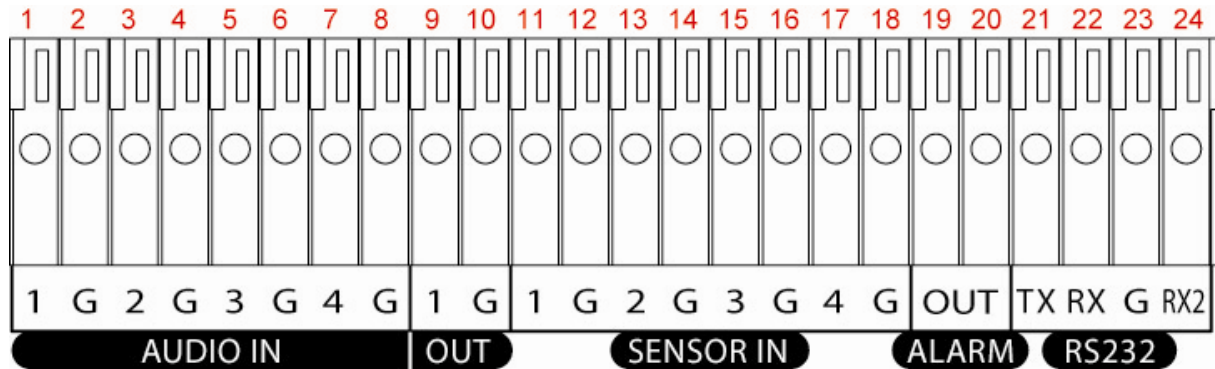 1 2 3 4 5 6 7 8 9 10 11 12 13 14 15 16 17 18 19 20 21 22 23 24
1 G 2 G 3 G 4 G 1 G 1 G 2 G 3 G 4 G OUT TX RX G RX2
AUDIO IN OUT SENSOR IN ALARM RS232